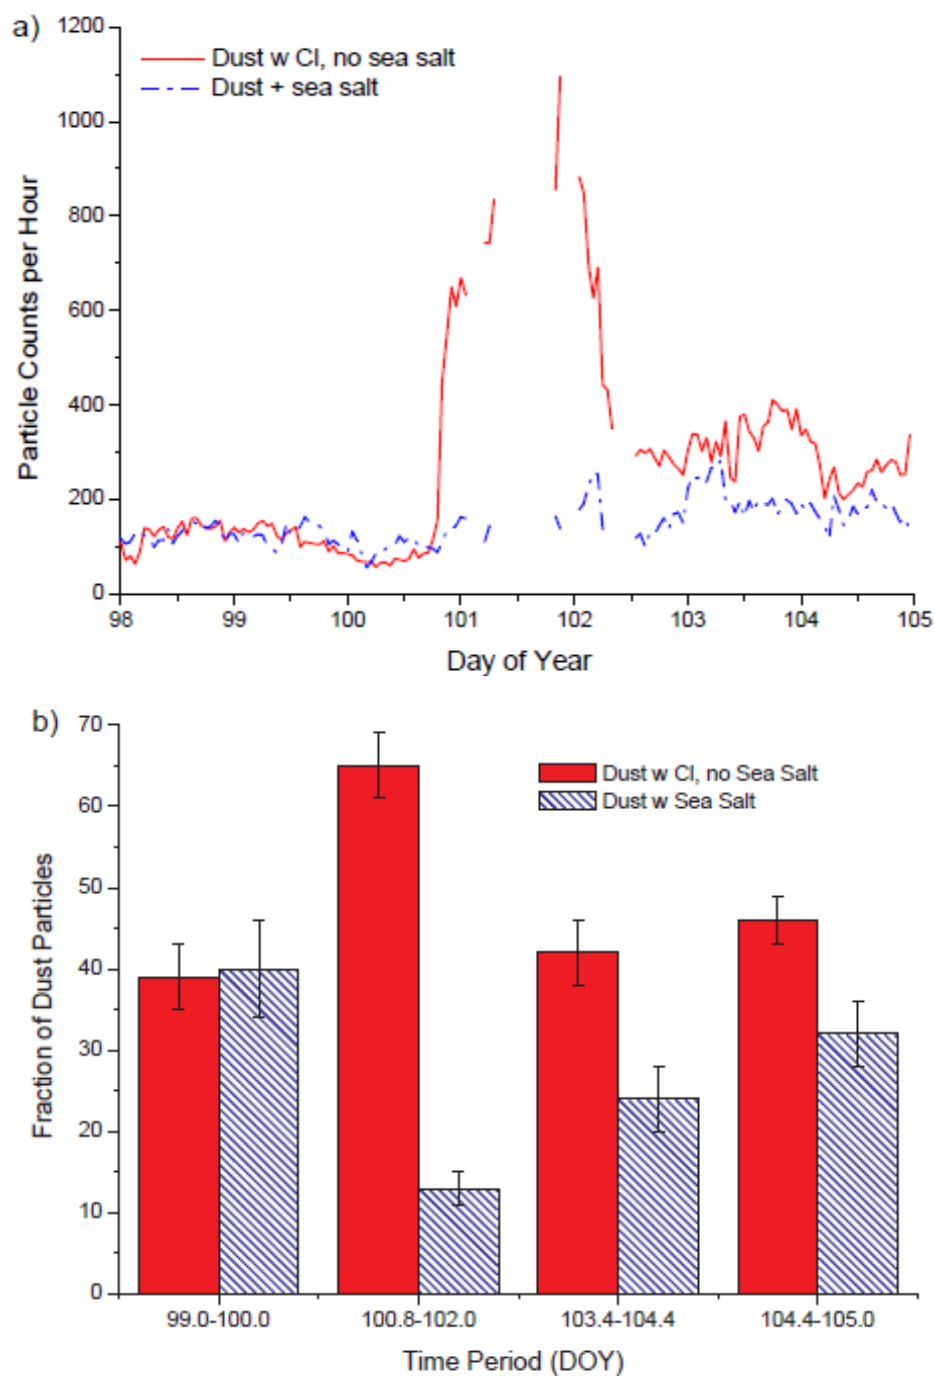 a)
1200
1000
800
600
400
200
0
Particle Counts per Hour
Dust w Cl, no sea salt
Dust + sea salt
98 99 100 101 102 103 104 105
Day of Year
b)
70
60
50
40
30
20
10
0
Fraction of Dust Particles
Dust w Cl, no Sea Salt
Dust w Sea Salt
99.0-100.0 100.8-102.0 103.4-104.4 104.4-105.0
Time Period (DOY)